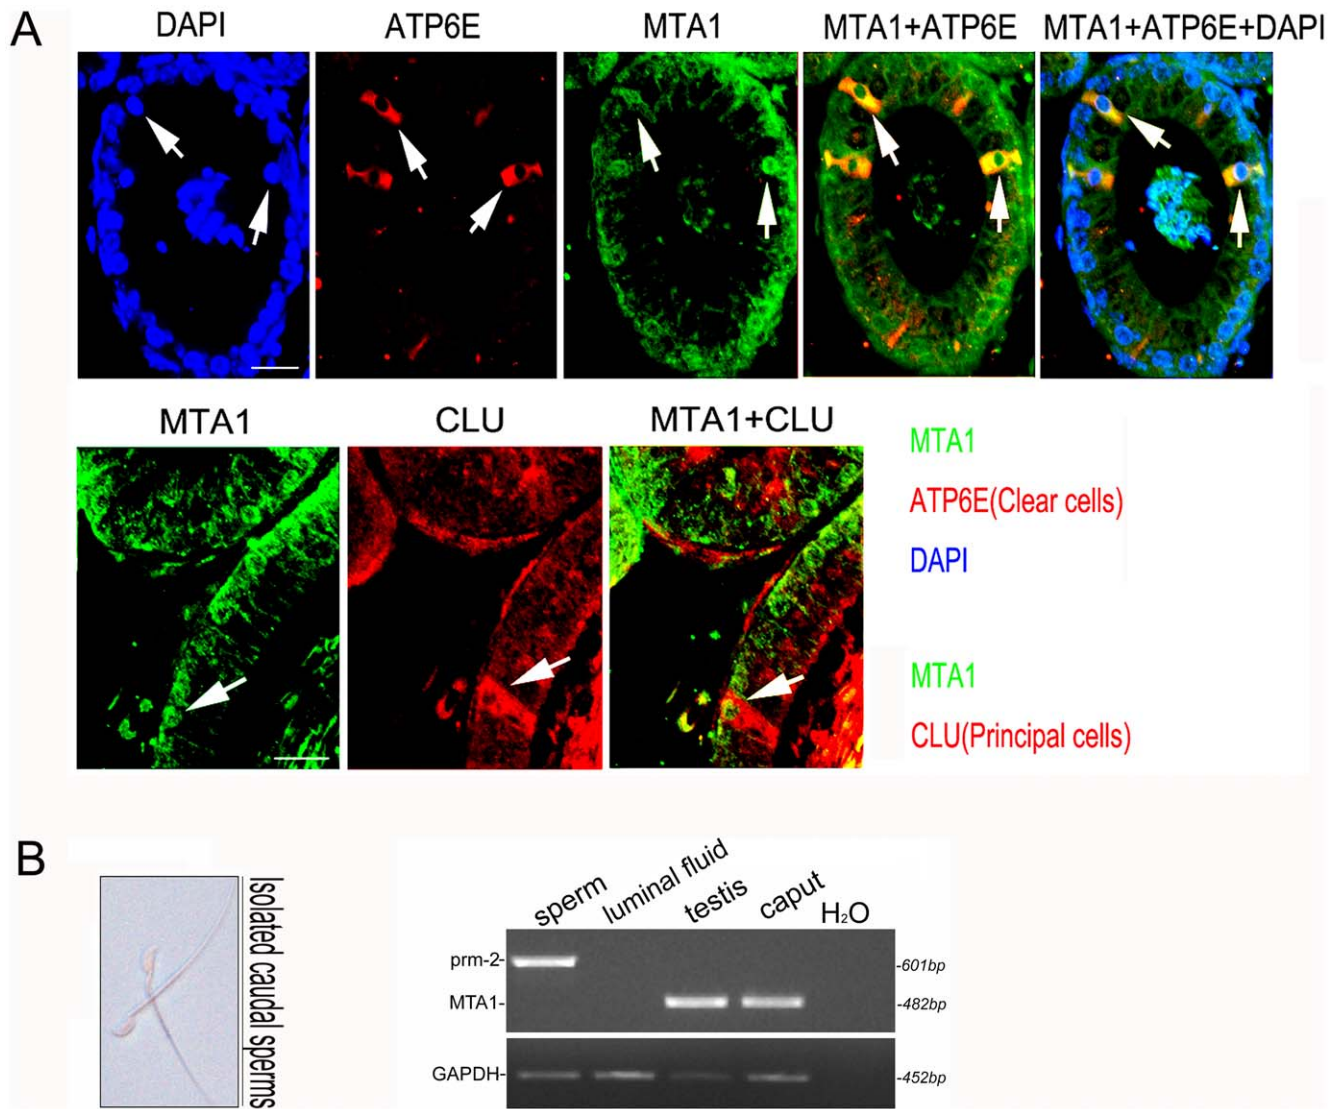 A
DAPI
ATP6E
MTA1
MTA1+ATP6E
MTA1+ATP6E+DAPI
MTA1
CLU
MTA1+CLU
MTA1
ATP6E(Clear cells)
DAPI
MTA1
CLU(Principal cells)
B
Isolated caudal sperms
sperm
luminal fluid
testis
caput
H₂O
prm-2-
-601bp
MTA1-
-482bp
GAPDH-
-452bp